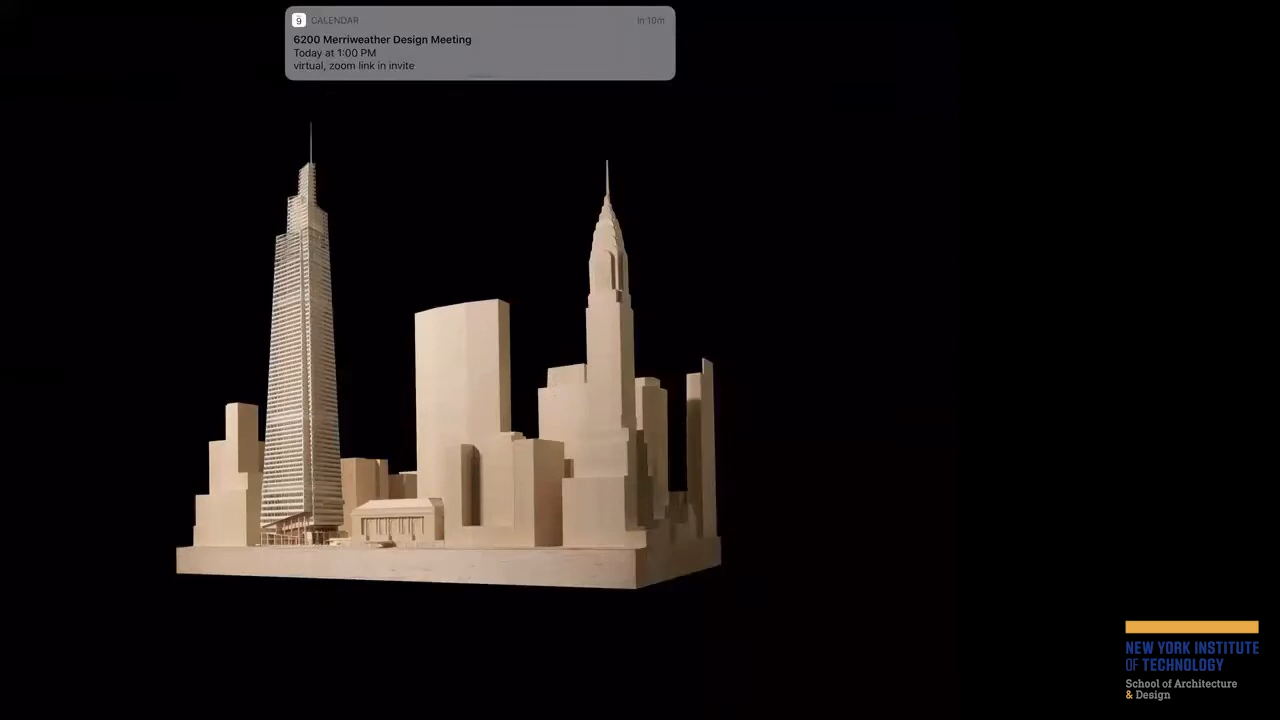 9 CALENDAR In 10m
6200 Merriweather Design Meeting
Today at 1:00 PM
virtual, zoom link in invite
NEW YORK INSTITUTE
OF TECHNOLOGY
School of Architecture
& Design